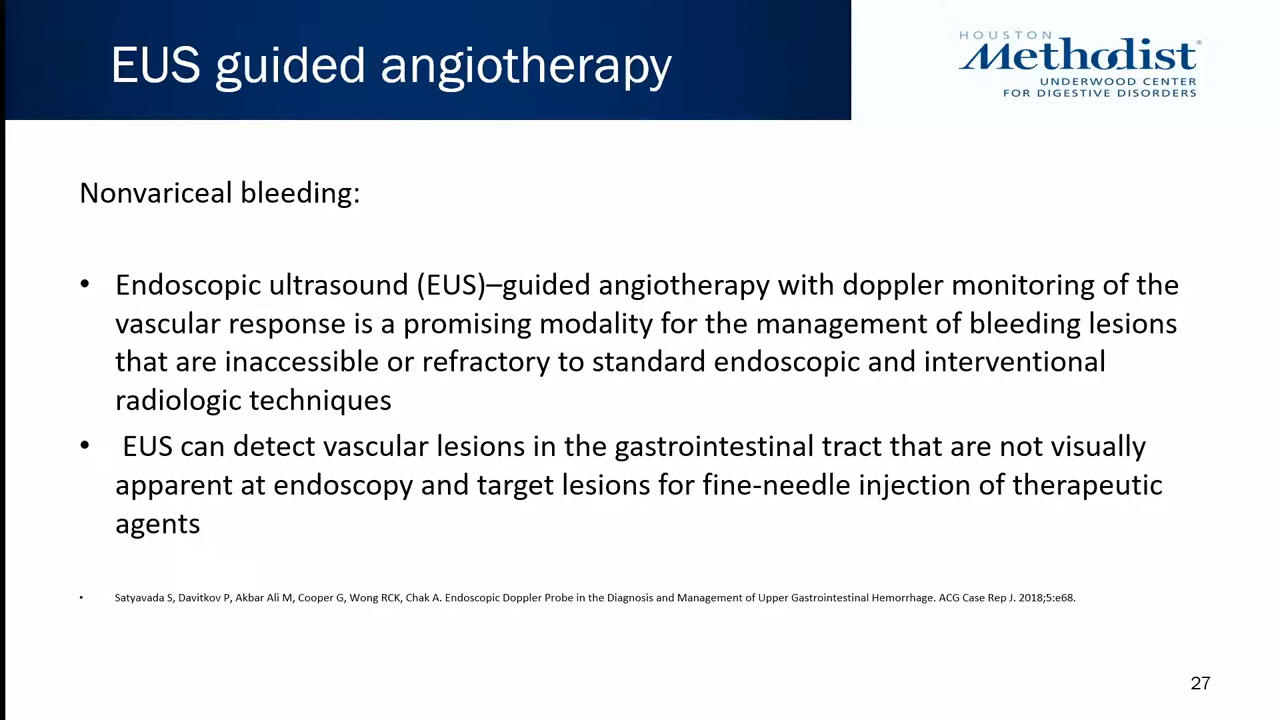 EUS guided angiotherapy
HOUSTON
Methodist®
UNDERWOOD CENTER
FOR DIGESTIVE DISORDERS
Nonvariceal bleeding:
• Endoscopic ultrasound (EUS)–guided angiotherapy with doppler monitoring of the
vascular response is a promising modality for the management of bleeding lesions
that are inaccessible or refractory to standard endoscopic and interventional
radiologic techniques
• EUS can detect vascular lesions in the gastrointestinal tract that are not visually
apparent at endoscopy and target lesions for fine-needle injection of therapeutic
agents
• Satyavada S, Davitkov P, Akbar Ali M, Cooper G, Wong RCK, Chak A. Endoscopic Doppler Probe in the Diagnosis and Management of Upper Gastrointestinal Hemorrhage. ACG Case Rep J. 2018;5:e68.
27